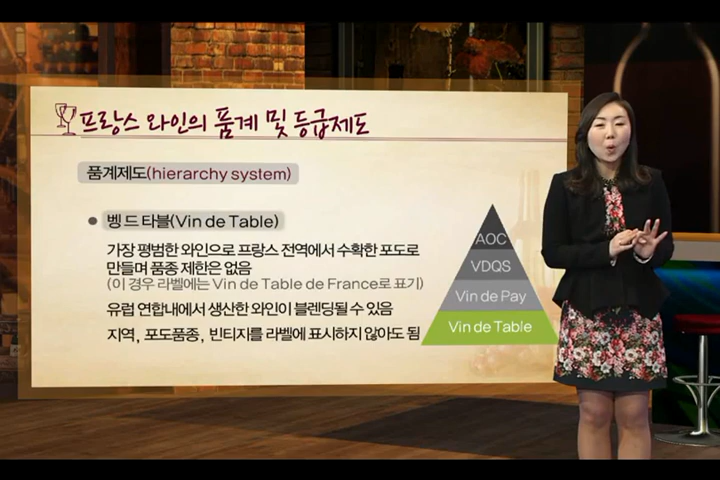 프랑스 와인의 품계 및 등급제도
품계제도(hierarchy system)
● 벵 드 타블(Vin de Table)
가장 평범한 와인으로 프랑스 전역에서 수확한 포도로
만들며 품종 제한은 없음
(이 경우 라벨에는 Vin de Table de France로 표기)
유럽 연합내에서 생산한 와인이 블렌딩될 수 있음
지역, 포도품종, 빈티지를 라벨에 표시하지 않아도 됨
AOC
VDQS
Vin de Pay
Vin de Table